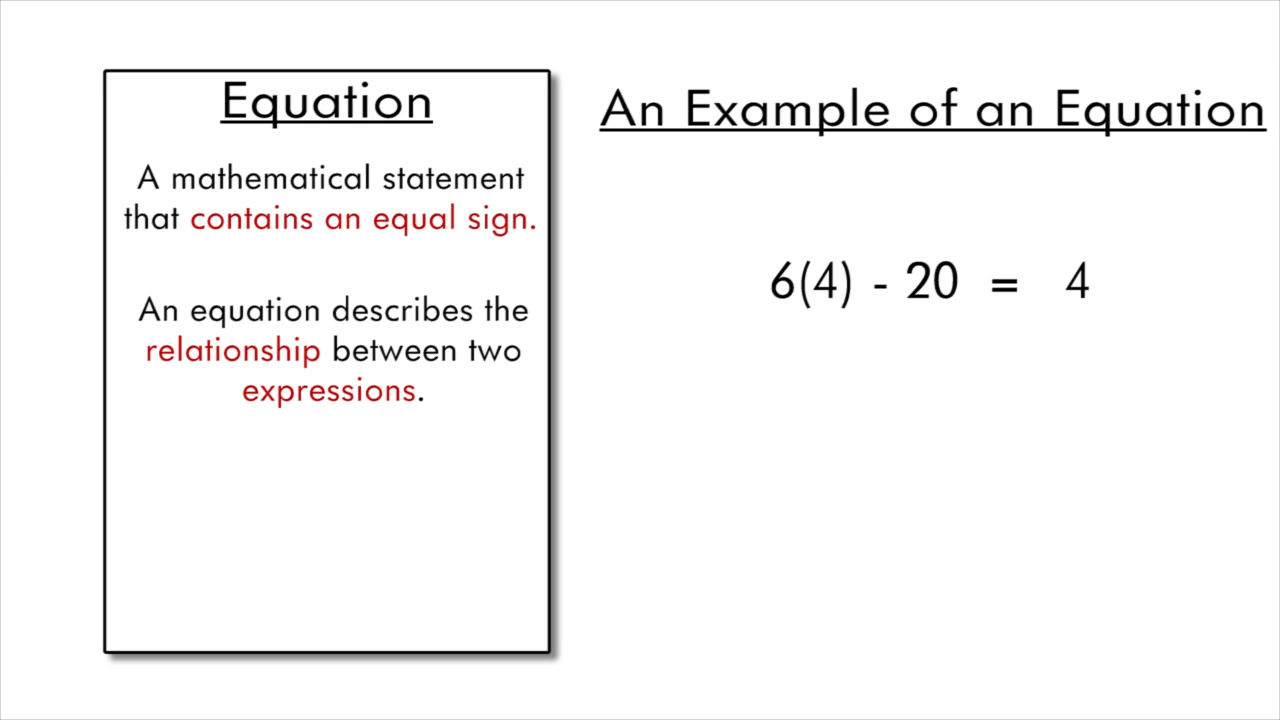 Equation
A mathematical statement
that contains an equal sign.
An equation describes the
relationship between two
expressions.
An Example of an Equation
6(4) - 20 = 4